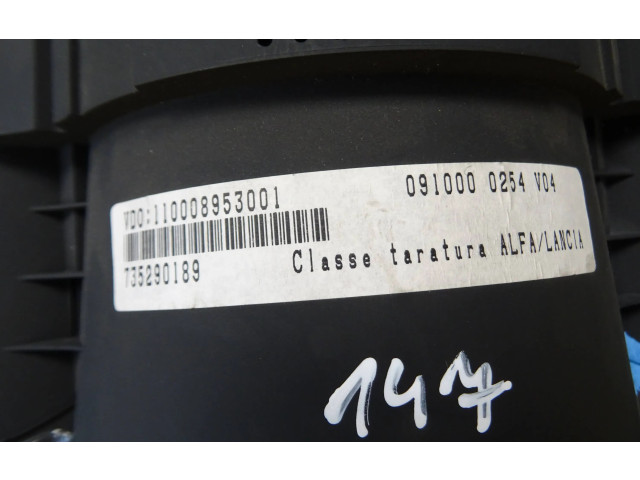 VDO:110008953001 091000 0254 V04
735290189 Classe taratura ALFA/LANCIA
147